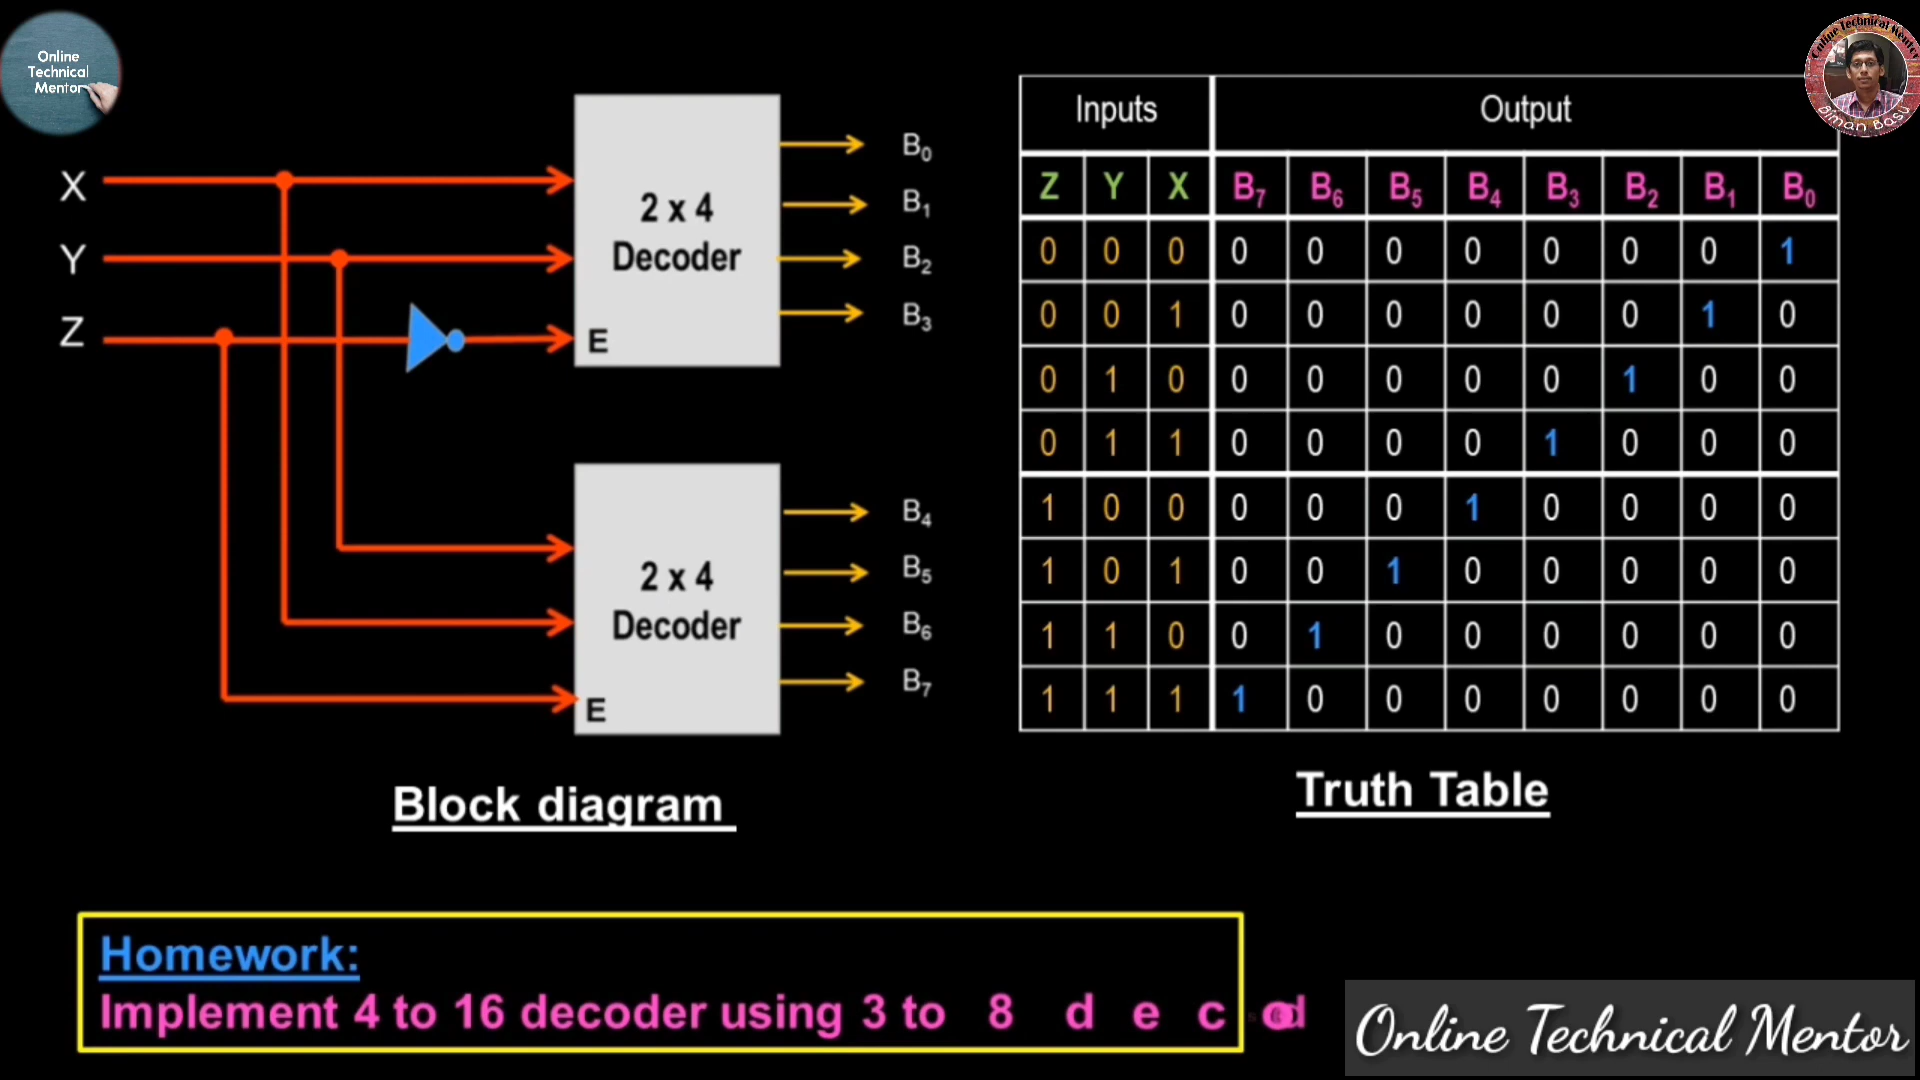 Online
Technical
Mentor
X
Y
Z
2 x 4
Decoder
E
B0
B1
B2
B3
2 x 4
Decoder
E
B4
B5
B6
B7
Block diagram
Inputs Output
Z Y X B7 B6 B5 B4 B3 B2 B1 B0
0 0 0 0 0 0 0 0 0 0 1
0 0 1 0 0 0 0 0 0 1 0
0 1 0 0 0 0 0 0 1 0 0
0 1 1 0 0 0 0 1 0 0 0
1 0 0 0 0 0 1 0 0 0 0
1 0 1 0 0 1 0 0 0 0 0
1 1 0 0 1 0 0 0 0 0 0
1 1 1 1 0 0 0 0 0 0 0
Truth Table
Online Technical Mentor
Biman Basu
Homework:
Implement 4 to 16 decoder using 3 to 8 d e c
Online Technical Mentor